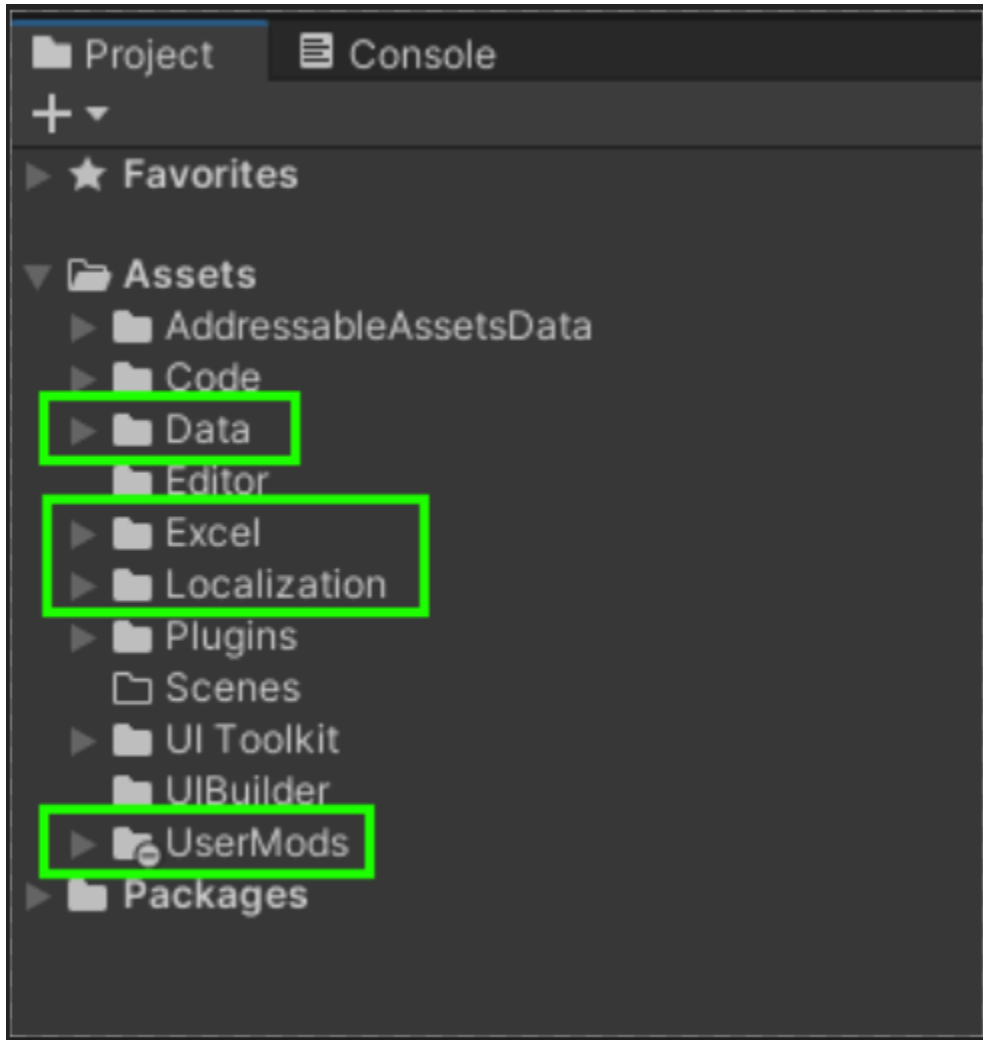 Project Console
Favorites
Assets
AddressableAssetsData
Code
Data
Editor
Excel
Localization
Plugins
Scenes
UI Toolkit
UIBuilder
UserMods
Packages